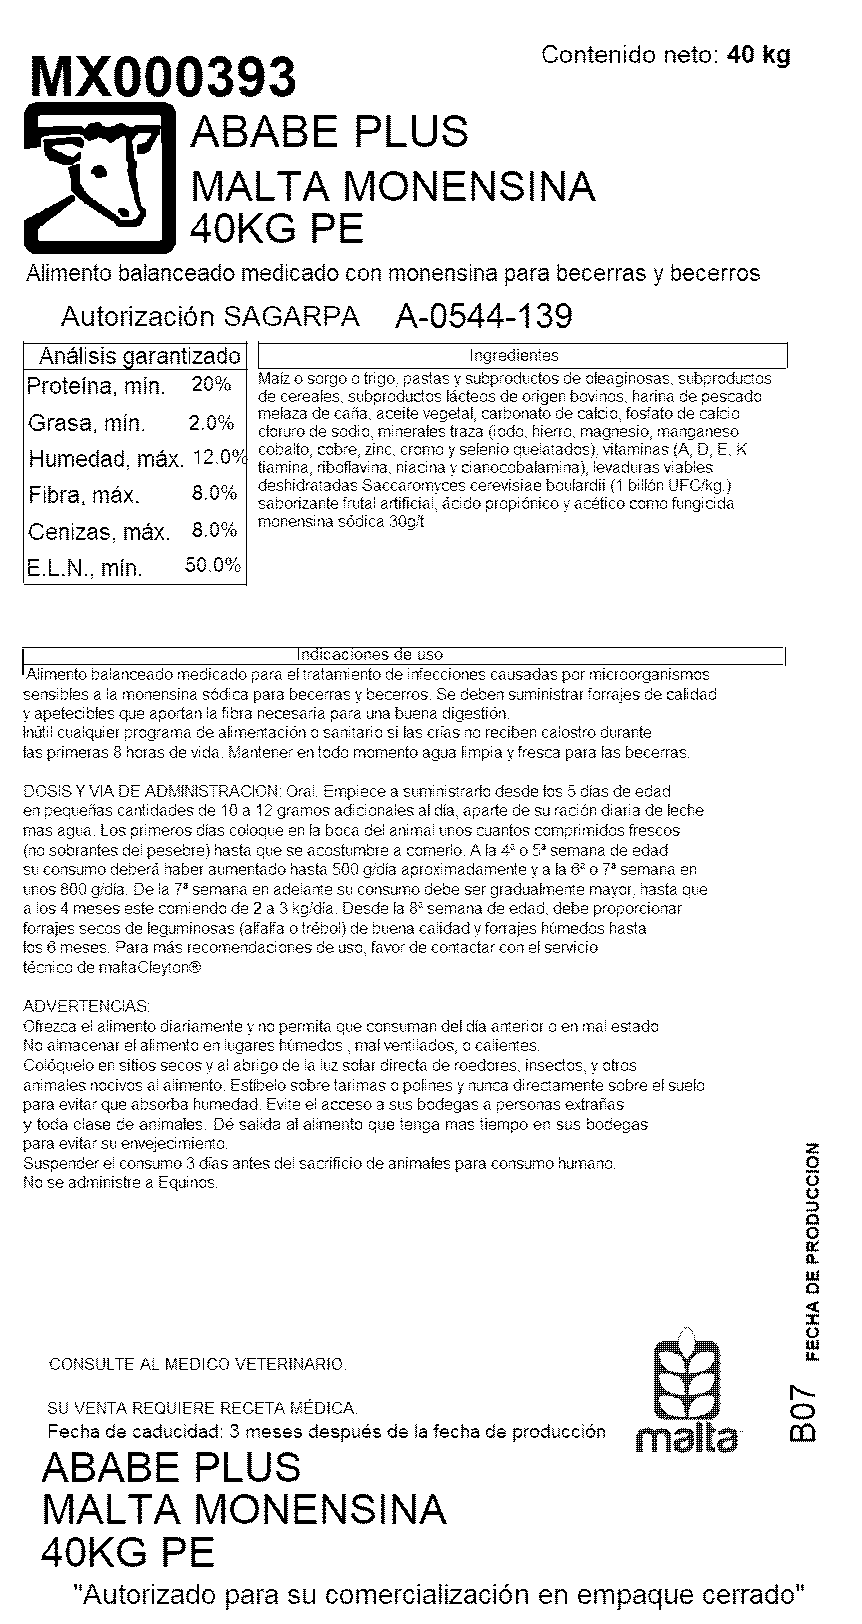 Contenido neto: 40 kg
MX000393
ABABE PLUS
MALTA MONENSINA
40KG PE
Alimento balanceado medicado con monensina para becerras y becerros
Autorización SAGARPA A-0544-139
Análisis garantizado
Proteína, mín. 20%
Grasa, mín. 2.0%
Humedad, máx. 12.0%
Fibra, máx. 8.0%
Cenizas, máx. 8.0%
E.L.N., mín. 50.0%
Ingredientes
Maíz o sorgo o trigo, pastas y subproductos de oleaginosas, subproductos
de cereales, subproductos lácteos de origen bovinos, harina de pescado
melaza de caña, aceite vegetal, carbonato de calcio, fosfato de calcio
cloruro de sodio, minerales traza (iodo, hierro, magnesio, manganeso
cobalto, cobre, zinc, cromo y selenio quelatados), vitaminas (A, D, E, K
tiamina, riboflavina, niacina y cianocobalamina), levaduras viables
deshidratadas Saccaromyces cerevisiae boulardii (1 billón UFC/kg.)
saborizante frutal artificial, ácido propiónico y acético como fungicida
monensina sódica 30g/t
Indicaciones de uso
Alimento balanceado medicado para el tratamiento de infecciones causadas por microorganismos
sensibles a la monensina sódica para becerras y becerros. Se deben suministrar forrajes de calidad
y apetecibles que aportan la fibra necesaria para una buena digestión.
Inútil cualquier programa de alimentación o sanitario si las crías no reciben calostro durante
las primeras 8 horas de vida. Mantener en todo momento agua limpia y fresca para las becerras.
DOSIS Y VIA DE ADMINISTRACION: Oral. Empiece a suministrarlo desde los 5 días de edad
en pequeñas cantidades de 10 a 12 gramos adicionales al día, aparte de su ración diaria de leche
mas agua. Los primeros días coloque en la boca del animal unos cuantos comprimidos frescos
(no sobrantes del pesebre) hasta que se acostumbre a comerlo. A la 4ª o 5ª semana de edad
su consumo deberá haber aumentado hasta 500 g/día aproximadamente y a la 6ª o 7ª semana en
unos 800 g/día. De la 7ª semana en adelante su consumo debe ser gradualmente mayor, hasta que
a los 4 meses este comiendo de 2 a 3 kg/día. Desde la 8ª semana de edad, debe proporcionar
forrajes secos de leguminosas (alfalfa o trébol) de buena calidad y forrajes húmedos hasta
los 6 meses. Para más recomendaciones de uso, favor de contactar con el servicio
técnico de maltaCleyton®
ADVERTENCIAS:
Ofrezca el alimento diariamente y no permita que consuman del día anterior o en mal estado
No almacenar el alimento en lugares húmedos , mal ventilados, o calientes.
Colóquelo en sitios secos y al abrigo de la luz solar directa de roedores, insectos, y otros
animales nocivos al alimento. Estíbelo sobre tarimas o polines y nunca directamente sobre el suelo
para evitar que absorba humedad. Evite el acceso a sus bodegas a personas extrañas
y toda clase de animales. Dé salida al alimento que tenga mas tiempo en sus bodegas
para evitar su envejecimiento.
Suspender el consumo 3 días antes del sacrificio de animales para consumo humano.
No se administre a Equinos.
B07 FECHA DE PRODUCCION
CONSULTE AL MEDICO VETERINARIO.
SU VENTA REQUIERE RECETA MÉDICA.
Fecha de caducidad: 3 meses después de la fecha de producción
malta
ABABE PLUS
MALTA MONENSINA
40KG PE
"Autorizado para su comercialización en empaque cerrado"